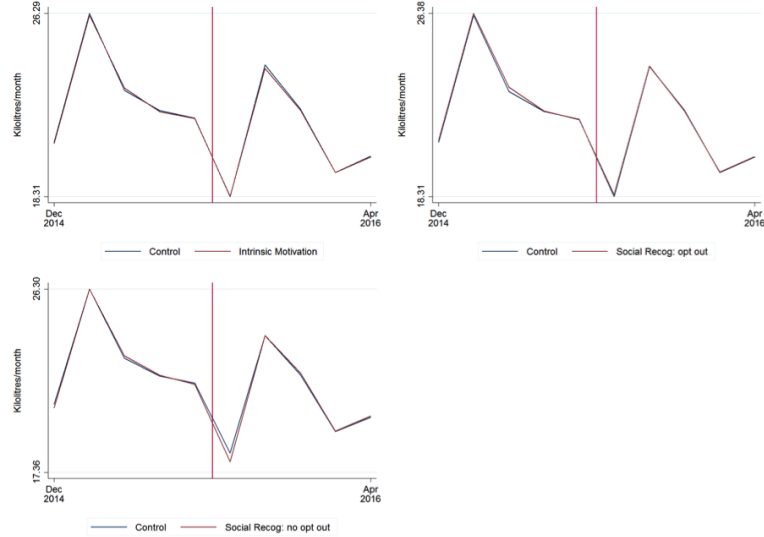 26.29
Kilolitres/month
18.31
Dec
2014
Apr
2016
Control
Intrinsic Motivation
26.38
Kilolitres/month
18.31
Dec
2014
Apr
2016
Control
Social Recog: opt out
26.30
Kilolitres/month
17.36
Dec
2014
Apr
2016
Control
Social Recog: no opt out